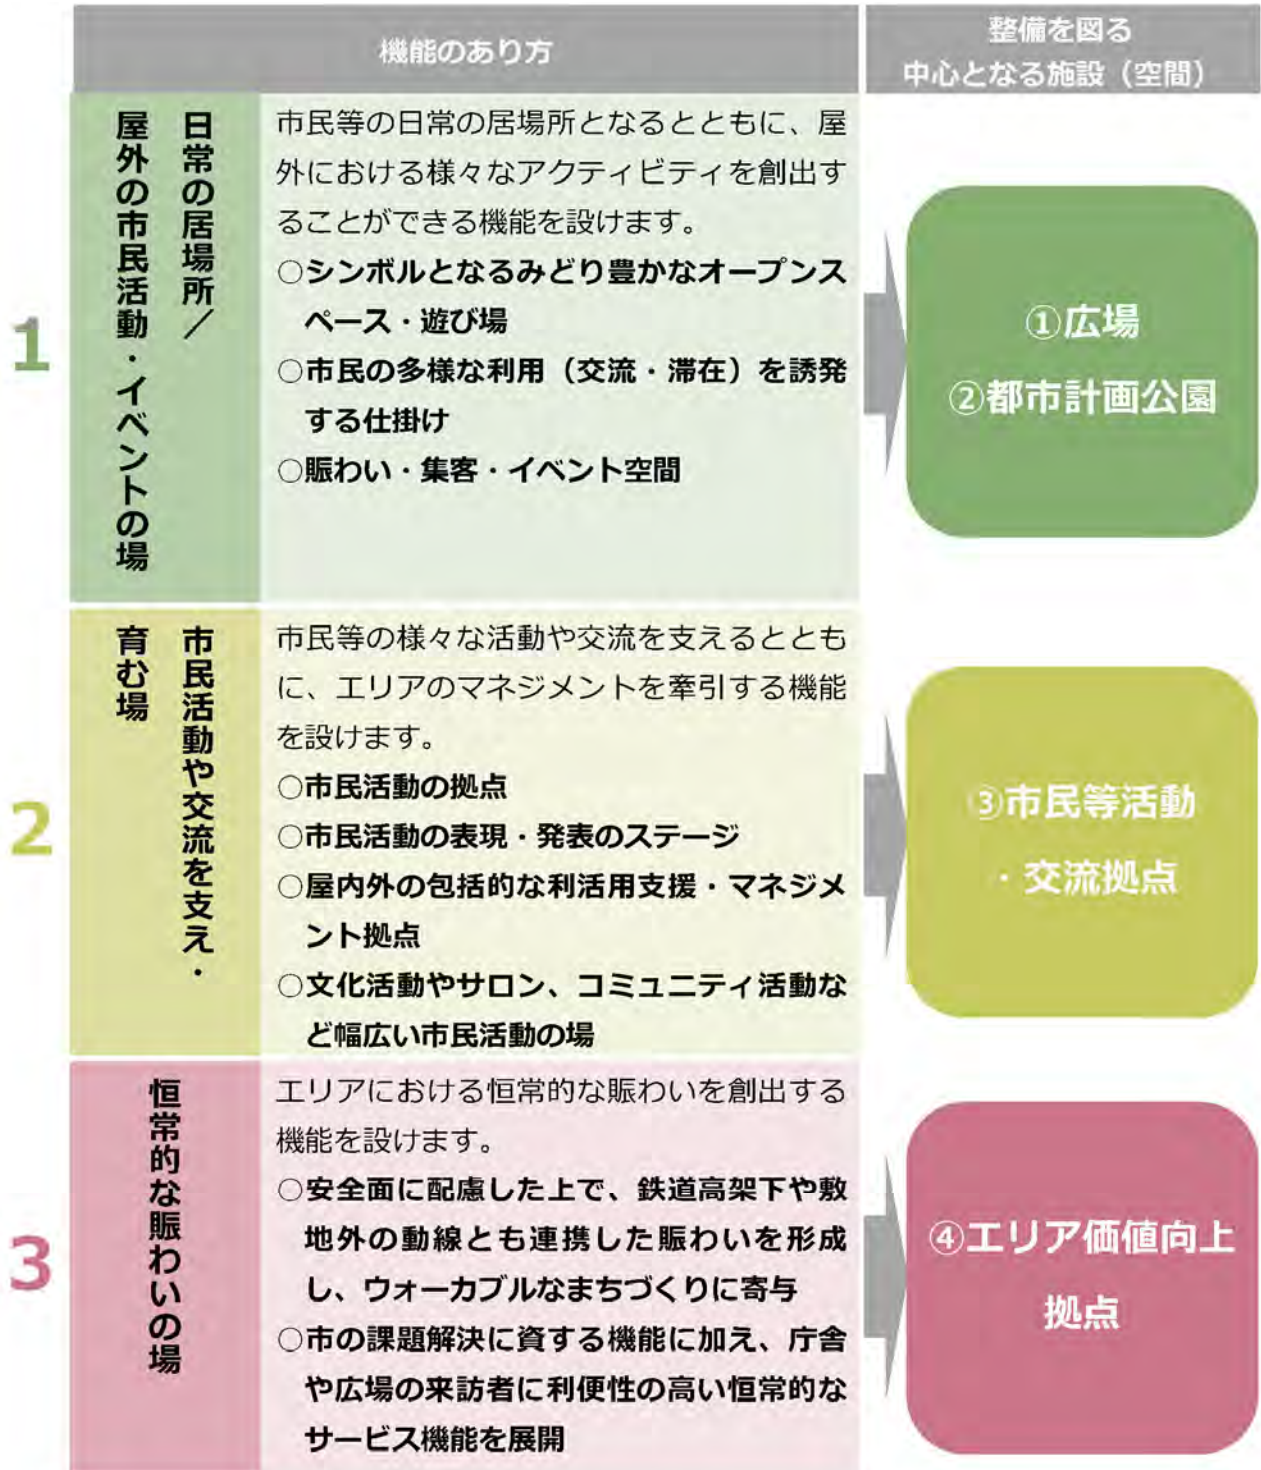 機能のあり方
整備を図る
中心となる施設（空間）
1
日常の居場所／
屋外の市民活動・イベントの場
市民等の日常の居場所となるとともに、屋
外における様々なアクティビティを創出す
ることができる機能を設けます。
○シンボルとなるみどり豊かなオープンス
ペース・遊び場
○市民の多様な利用（交流・滞在）を誘発
する仕掛け
○賑わい・集客・イベント空間
①広場
②都市計画公園
2
市民活動や交流を支え・
育む場
市民等の様々な活動や交流を支えるととも
に、エリアのマネジメントを牽引する機能
を設けます。
○市民活動の拠点
○市民活動の表現・発表のステージ
○屋内外の包括的な利活用支援・マネジメ
ント拠点
○文化活動やサロン、コミュニティ活動な
ど幅広い市民活動の場
③市民等活動
・交流拠点
3
恒常的な賑わいの場
エリアにおける恒常的な賑わいを創出する
機能を設けます。
○安全面に配慮した上で、鉄道高架下や敷
地外の動線とも連携した賑わいを形成
し、ウォーカブルなまちづくりに寄与
○市の課題解決に資する機能に加え、庁舎
や広場の来訪者に利便性の高い恒常的な
サービス機能を展開
④エリア価値向上
拠点